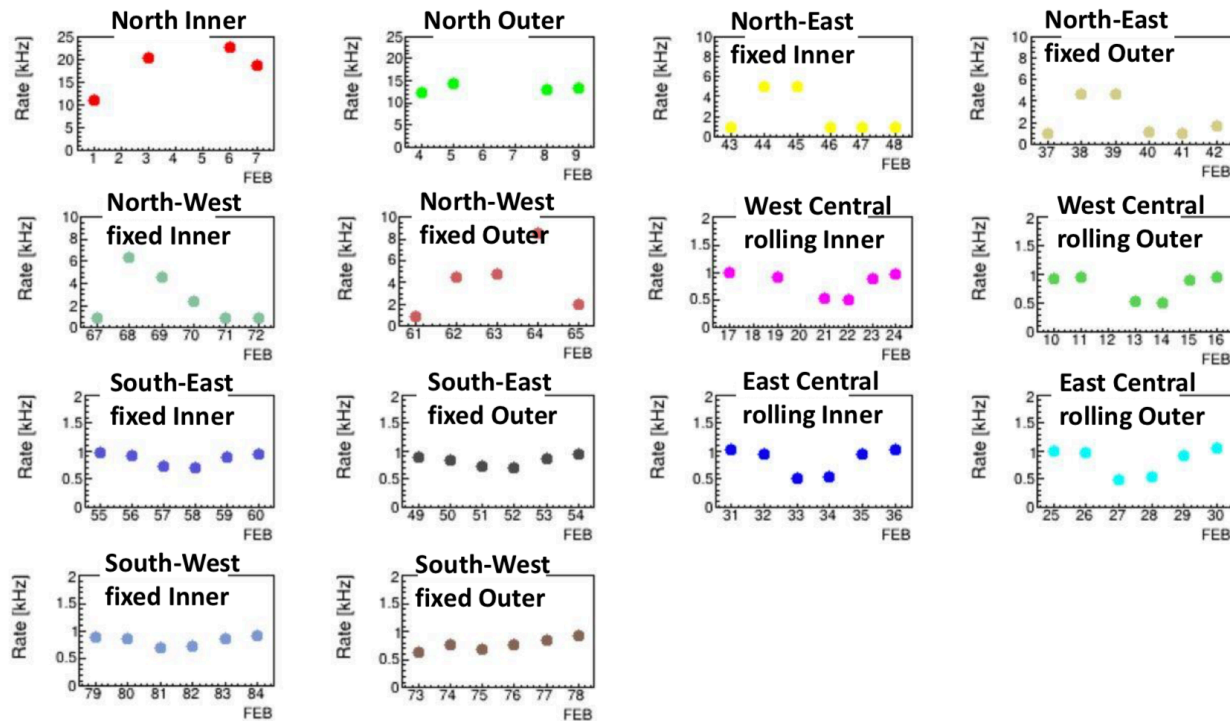 North Inner
Rate [kHz]
25
20
15
10
5
0
1 2 3 4 5 6 7
FEB
North Outer
Rate [kHz]
25
20
15
10
5
0
4 5 6 7 8 9
FEB
North-East
fixed Inner
Rate [kHz]
10
8
6
4
2
0
43 44 45 46 47 48
FEB
North-East
fixed Outer
Rate [kHz]
10
8
6
4
2
0
37 38 39 40 41 42
FEB
North-West
fixed Inner
Rate [kHz]
10
8
6
4
2
0
67 68 69 70 71 72
FEB
North-West
fixed Outer
Rate [kHz]
10
8
6
4
2
0
61 62 63 64 65
FEB
West Central
rolling Inner
Rate [kHz]
2
1.5
1
0.5
0
17 18 19 20 21 22 23 24
FEB
West Central
rolling Outer
Rate [kHz]
2
1.5
1
0.5
0
10 11 12 13 14 15 16
FEB
South-East
fixed Inner
Rate [kHz]
2
1.5
1
0.5
0
55 56 57 58 59 60
FEB
South-East
fixed Outer
Rate [kHz]
2
1.5
1
0.5
0
49 50 51 52 53 54
FEB
East Central
rolling Inner
Rate [kHz]
2
1.5
1
0.5
0
31 32 33 34 35 36
FEB
East Central
rolling Outer
Rate [kHz]
2
1.5
1
0.5
0
25 26 27 28 29 30
FEB
South-West
fixed Inner
Rate [kHz]
2
1.5
1
0.5
0
79 80 81 82 83 84
FEB
South-West
fixed Outer
Rate [kHz]
2
1.5
1
0.5
0
73 74 75 76 77 78
FEB